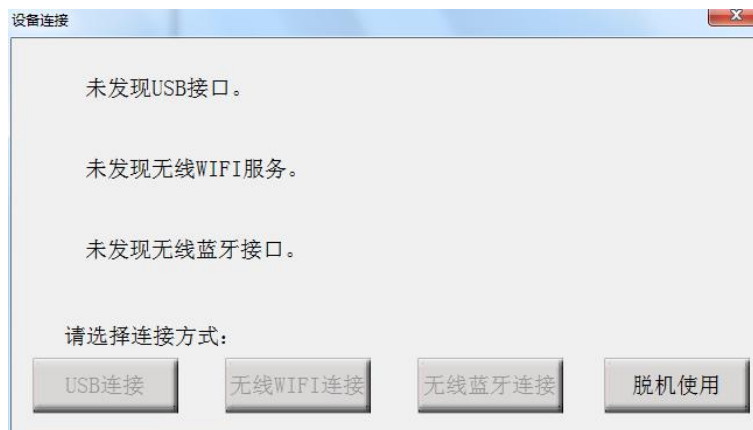 设备连接
未发现USB接口。
未发现无线WIFI服务。
未发现无线蓝牙接口。
请选择连接方式:
USB连接 无线WIFI连接 无线蓝牙连接 脱机使用